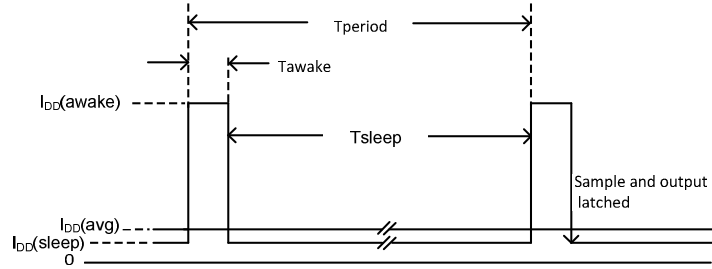 Tperiod
Tawake
IDD(awake)
Tsleep
Sample and output
latched
IDD(avg)
IDD(sleep)
0